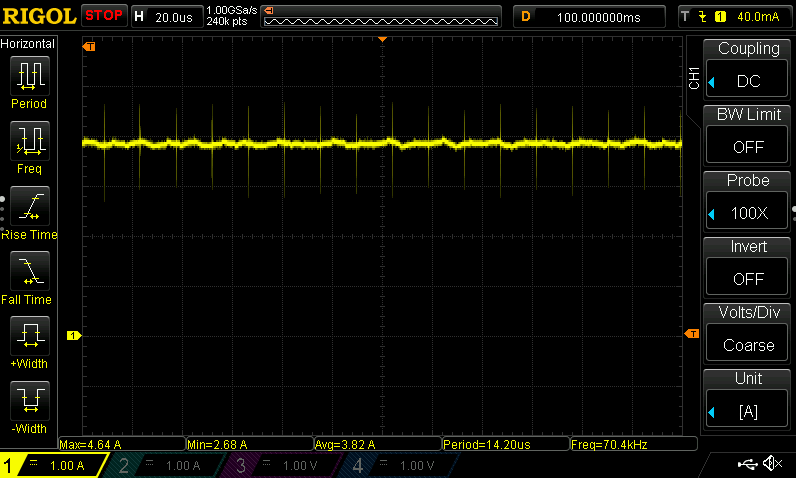 RIGOL STOP H 20.0us 1.00GSa/s 240k pts D 100.000000ms T 1 40.0mA
Horizontal
Period
Freq
Rise Time
Fall Time
+Width
-Width
T
1
T
CH1
Coupling
DC
BW Limit
OFF
Probe
100X
Invert
OFF
Volts/Div
Coarse
Unit
[A]
Max=4.64 A Min=2.68 A Avg=3.82 A Period=14.20us Freq=70.4kHz
1 1.00 A 2 1.00 A 3 1.00 V 4 1.00 V